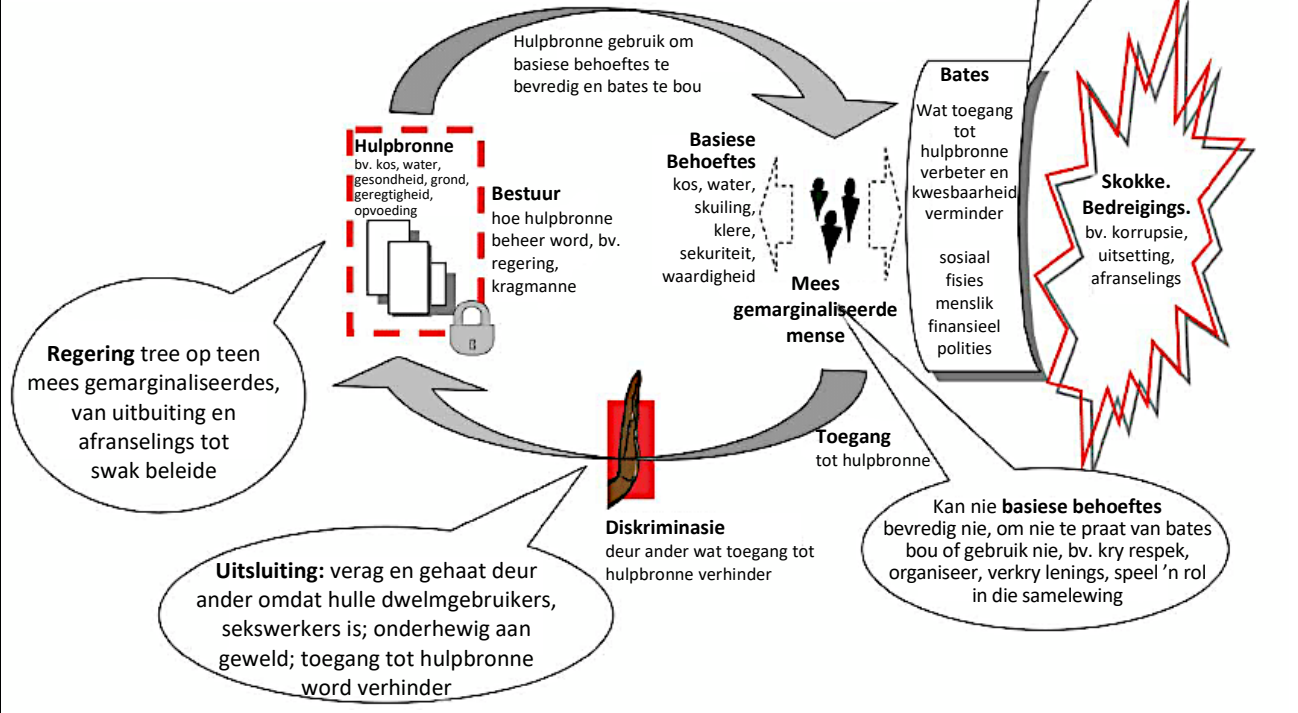 Hulpbronne gebruik om
basiese behoeftes te
bevredig en bates te bou
Hulpbronne
bv. kos, water,
gesondheid, grond,
geregtigheid,
opvoeding
Bestuur
hoe hulpbronne
beheer word, bv.
regering,
kragmanne
Basiese
Behoeftes
kos, water,
skuiling,
klere,
sekuriteit,
waardigheid
Mees
gemarginaliseerde
mense
Bates
Wat toegang
tot
hulpbronne
verbeter en
kwesbaarheid
verminder
sosiaal
fisies
menslik
finansieel
polities
Skokke.
Bedreigings.
bv. korrupsie,
uitsetting,
afranselings
Regering tree op teen
mees gemarginaliseerdes,
van uitbuiting en
afranselings tot
swak beleide
Toegang
tot hulpbronne
Diskriminasie
deur ander wat toegang tot
hulpbronne verhinder
Kan nie basiese behoeftes
bevredig nie, om nie te praat van bates
bou of gebruik nie, bv. kry respek,
organiseer, verkry lenings, speel ’n rol
in die samelewing
Uitsluiting: verag en gehaat deur
ander omdat hulle dwelmgebruikers,
sekswerkers is; onderhewig aan
geweld; toegang tot hulpbronne
word verhinder